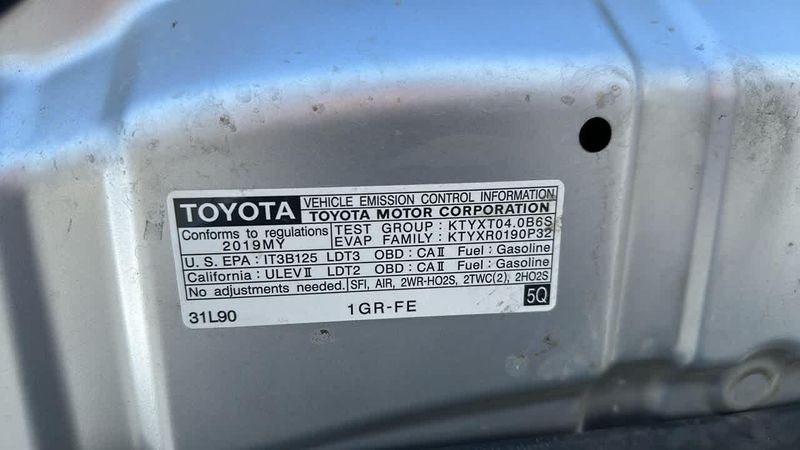 TOYOTA
VEHICLE EMISSION CONTROL INFORMATION
TOYOTA MOTOR CORPORATION
Conforms to regulations
2019MY
TEST GROUP : KTYXT04.0B6S
EVAP FAMILY : KTYXR0190P32
U.S. EPA : IT3B125 LDT3 OBD: CAⅡ Fuel: Gasoline
California : ULEVⅡ LDT2 OBD: CAⅡ Fuel: Gasoline
No adjustments needed. SFI, AIR, 2WR-HO2S, 2TWC(2), 2HO2S
31L90 1GR-FE 5Q